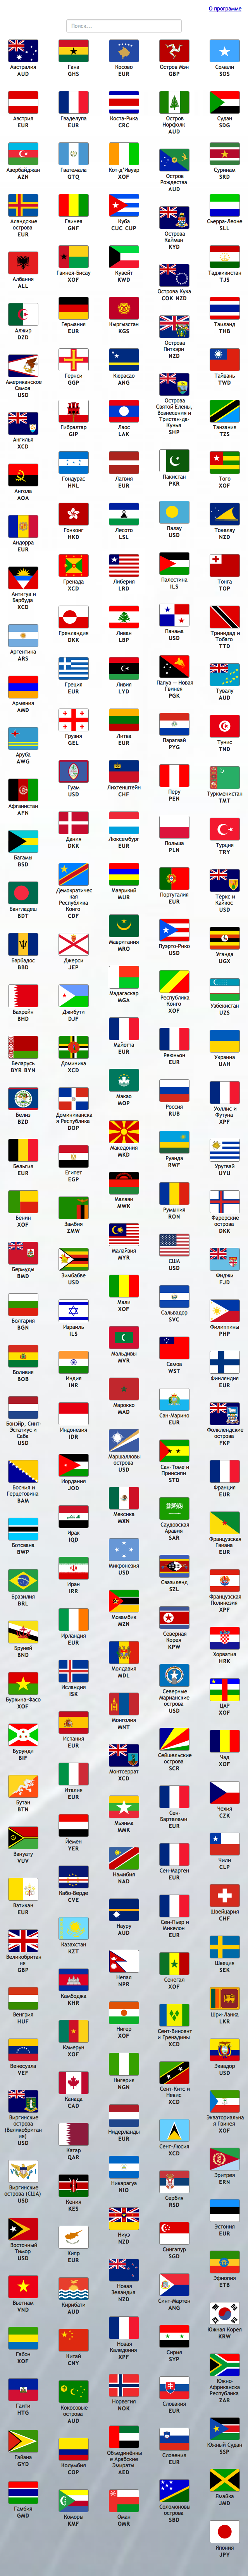 О программе
Поиск...
Австралия
AUD
Австрия
EUR
Азербайджан
AZN
Аландские
острова
EUR
Албания
ALL
Алжир
DZD
Американское
Самоа
USD
Ангилья
XCD
Ангола
AOA
Андорра
EUR
Антигуа и
Барбуда
XCD
Аргентина
ARS
Армения
AMD
Аруба
AWG
Афганистан
AFN
Багамы
BSD
Бангладеш
BDT
Барбадос
BBD
Бахрейн
BHD
Беларусь
BYR BYN
Белиз
BZD
Бельгия
EUR
Бенин
XOF
Бермуды
BMD
Болгария
BGN
Боливия
BOB
Бонэйр, Синт-
Эстатиус и
Саба
USD
Босния и
Герцеговина
BAM
Ботсвана
BWP
Бразилия
BRL
Бруней
BND
Буркина-Фасо
XOF
Бурунди
BIF
Бутан
BTN
Вануату
VUV
Ватикан
EUR
Великобритан
ия
GBP
Венгрия
HUF
Венесуэла
VEF
Виргинские
острова
(Великобритан
ия)
USD
Виргинские
острова (США)
USD
Восточный
Тимор
USD
Вьетнам
VND
Габон
XOF
Гаити
HTG
Гайана
GYD
Гамбия
GMD
Гана
GHS
Гваделупа
EUR
Гватемала
GTQ
Гвинея
GNF
Гвинея-Бисау
XOF
Германия
EUR
Гернси
GGP
Гибралтар
GIP
Гондурас
HNL
Гонконг
HKD
Гренада
XCD
Гренландия
DKK
Греция
EUR
Грузия
GEL
Гуам
USD
Дания
DKK
Демократичес
кая
Республика
Конго
CDF
Джерси
JEP
Джибути
DJF
Доминика
XCD
Доминиканска
я Республика
DOP
Египет
EGP
Замбия
ZMW
Зимбабве
USD
Израиль
ILS
Индия
INR
Индонезия
IDR
Иордания
JOD
Ирак
IQD
Иран
IRR
Ирландия
EUR
Исландия
ISK
Испания
EUR
Италия
EUR
Йемен
YER
Кабо-Верде
CVE
Казахстан
KZT
Камбоджа
KHR
Камерун
XOF
Канада
CAD
Катар
QAR
Кения
KES
Кипр
EUR
Кирибати
AUD
Китай
CNY
Кокосовые
острова
AUD
Колумбия
COP
Коморы
KMF
Косово
EUR
Коста-Рика
CRC
Кот-д’Ивуар
XOF
Куба
CUC CUP
Кувейт
KWD
Кыргызстан
KGS
Кюрасао
ANG
Лаос
LAK
Латвия
EUR
Лесото
LSL
Либерия
LRD
Ливан
LBP
Ливия
LYD
Литва
EUR
Лихтенштейн
CHF
Люксембург
EUR
Маврикий
MUR
Мавритания
MRO
Мадагаскар
MGA
Майотта
EUR
Макао
MOP
Македония
MKD
Малави
MWK
Малайзия
MYR
Мали
XOF
Мальдивы
MVR
Марокко
MAD
Маршалловы
острова
USD
Мексика
MXN
Микронезия
USD
Мозамбик
MZN
Молдавия
MDL
Монголия
MNT
Монтсеррат
XCD
Мьянма
MMK
Намибия
NAD
Науру
AUD
Непал
NPR
Нигер
XOF
Нигерия
NGN
Нидерланды
EUR
Никарагуа
NIO
Ниуэ
NZD
Новая
Зеландия
NZD
Новая
Каледония
XPF
Норвегия
NOK
Объединённы
е Арабские
Эмираты
AED
Оман
OMR
Остров Мэн
GBP
Остров
Норфолк
AUD
Остров
Рождества
AUD
Острова
Кайман
KYD
Острова Кука
COK NZD
Острова
Питкэрн
NZD
Острова
Святой Елены,
Вознесения и
Тристан-да-
Кунья
SHP
Пакистан
PKR
Палау
USD
Палестина
ILS
Панама
USD
Папуа — Новая
Гвинея
PGK
Парагвай
PYG
Перу
PEN
Польша
PLN
Португалия
EUR
Пуэрто-Рико
USD
Республика
Конго
XOF
Реюньон
EUR
Россия
RUB
Руанда
RWF
Румыния
RON
США
USD
Сальвадор
SVC
Самоа
WST
Сан-Марино
EUR
Сан-Томе и
Принсипи
STD
Саудовская
Аравия
SAR
Свазиленд
SZL
Северная
Корея
KPW
Северные
Марианские
острова
USD
Сейшельские
острова
SCR
Сен-
Бартелеми
EUR
Сен-Мартен
EUR
Сен-Пьер и
Микелон
EUR
Сенегал
XOF
Сент-Винсент
и Гренадины
XCD
Сент-Китс и
Невис
XCD
Сент-Люсия
XCD
Сербия
RSD
Сингапур
SGD
Синт-Мартен
ANG
Сирия
SYP
Словакия
EUR
Словения
EUR
Соломоновы
острова
SBD
Сомали
SOS
Судан
SDG
Суринам
SRD
Сьерра-Леоне
SLL
Таджикистан
TJS
Таиланд
THB
Тайвань
TWD
Танзания
TZS
Того
XOF
Токелау
NZD
Тонга
TOP
Тринидад и
Тобаго
TTD
Тувалу
AUD
Тунис
TND
Туркменистан
TMT
Турция
TRY
Тёркс и
Кайкос
USD
Уганда
UGX
Узбекистан
UZS
Украина
UAH
Уоллис и
Футуна
XPF
Уругвай
UYU
Фарерские
острова
DKK
Фиджи
FJD
Филиппины
PHP
Финляндия
EUR
Фолклендские
острова
FKP
Франция
EUR
Французская
Гвиана
EUR
Французская
Полинезия
XPF
Хорватия
HRK
ЦАР
XOF
Чад
XOF
Чехия
CZK
Чили
CLP
Швейцария
CHF
Швеция
SEK
Шри-Ланка
LKR
Эквадор
USD
Экваториальна
я Гвинея
XOF
Эритрея
ERN
Эстония
EUR
Эфиопия
ETB
Южная Корея
KRW
Южно-
Африканская
Республика
ZAR
Южный Судан
SSP
Ямайка
JMD
Япония
JPY